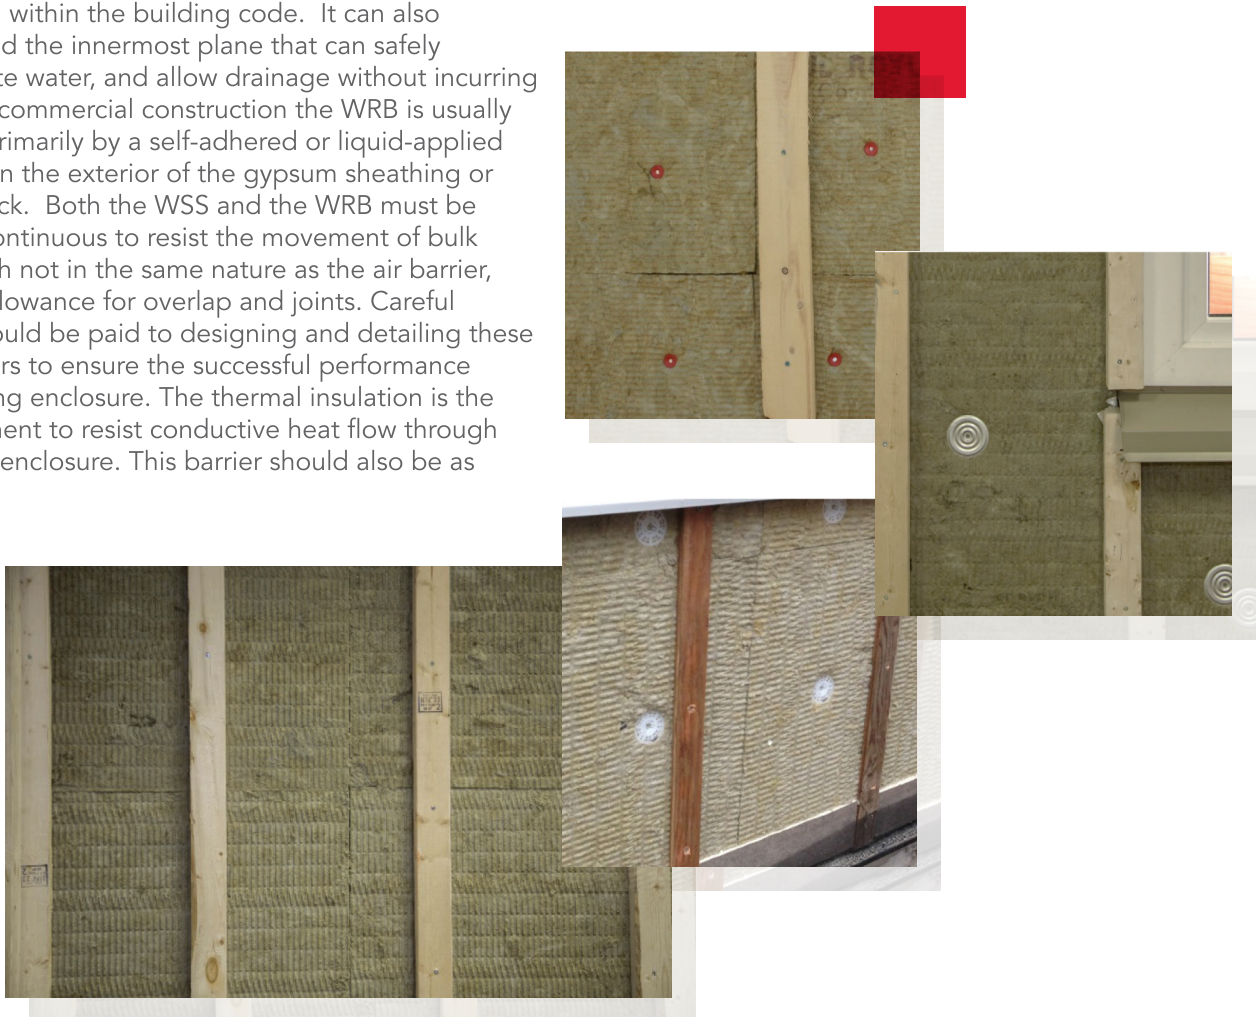 within the building code.  It can also
d the innermost plane that can safely
te water, and allow drainage without incurring
commercial construction the WRB is usually
rimarily by a self-adhered or liquid-applied
n the exterior of the gypsum sheathing or
ck.  Both the WSS and the WRB must be
ontinuous to resist the movement of bulk
h not in the same nature as the air barrier,
llowance for overlap and joints. Careful
ould be paid to designing and detailing these
rs to ensure the successful performance
ng enclosure. The thermal insulation is the
nent to resist conductive heat flow through
enclosure. This barrier should also be as